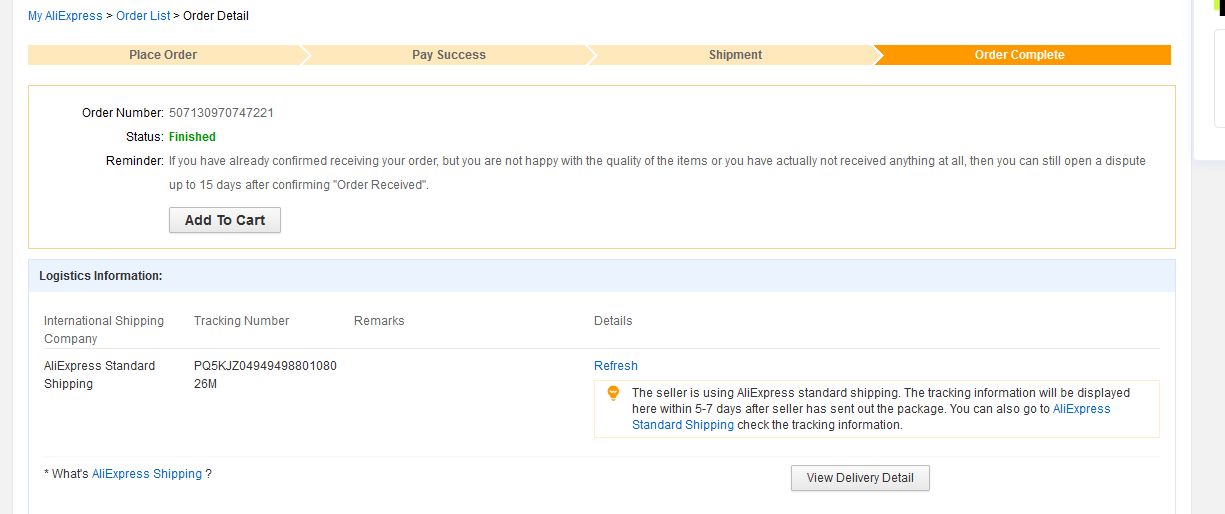 My AliExpress > Order List > Order Detail
Place Order Pay Success Shipment Order Complete
Order Number: 507130970747221
Status: Finished
Reminder: If you have already confirmed receiving your order, but you are not happy with the quality of the items or you have actually not received anything at all, then you can still open a dispute
up to 15 days after confirming "Order Received".
Add To Cart
Logistics Information:
International Shipping
Company
Tracking Number
Remarks
Details
AliExpress Standard
Shipping
PQ5KJZ04949498801080
26M
Refresh
The seller is using AliExpress standard shipping. The tracking information will be displayed
here within 5-7 days after seller has sent out the package. You can also go to AliExpress
Standard Shipping check the tracking information.
* What's AliExpress Shipping ?
View Delivery Detail